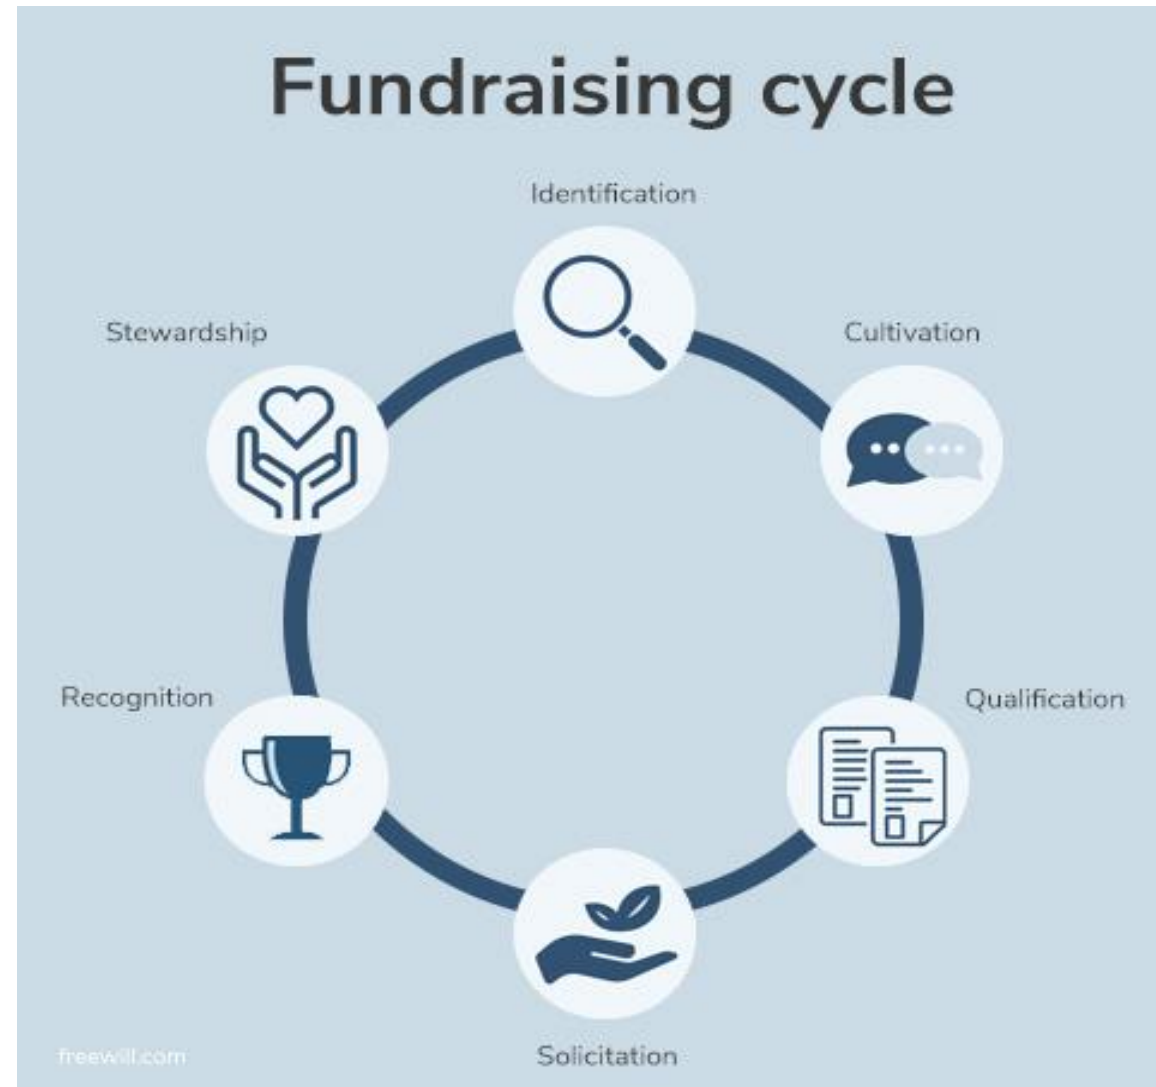 Fundraising cycle
Identification
Stewardship
Cultivation
Recognition
Qualification
Solicitation
freewill.com